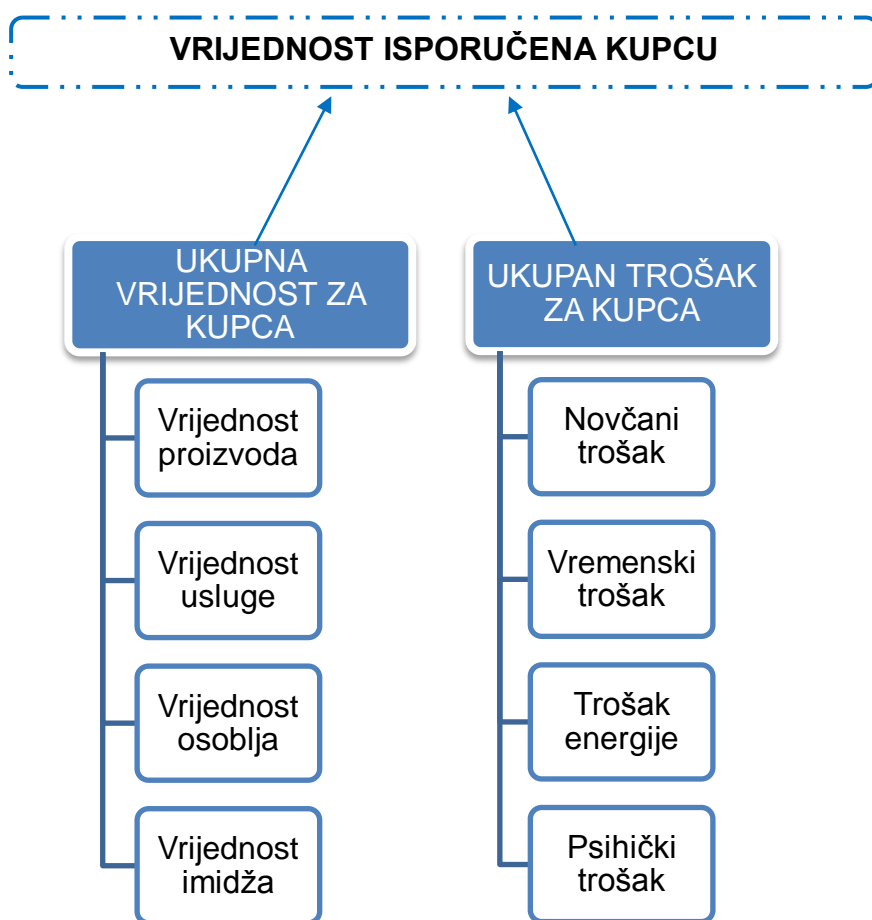 VRIJEDNOST ISPORUČENA KUPCU
UKUPNA
VRIJEDNOST ZA
KUPCA
Vrijednost
proizvoda
Vrijednost
usluge
Vrijednost
osoblja
Vrijednost
imidža
UKUPAN TROŠAK
ZA KUPCA
Novčani
trošak
Vremenski
trošak
Trošak
energije
Psihički
trošak